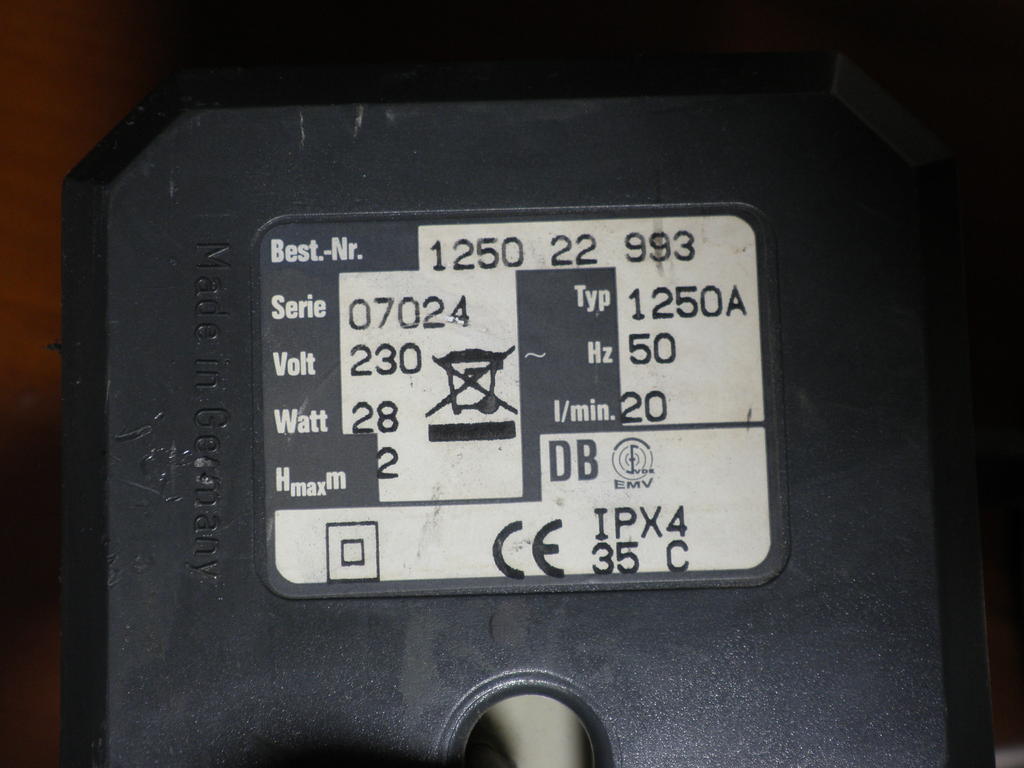 Best.-Nr. 1250 22 993
Serie 07024 Typ 1250A
Volt 230 ~ Hz 50
Watt 28 l/min. 20
Hmaxm 2
DB
VDE
EMV
CE IPX4
35 C
Made in Germany